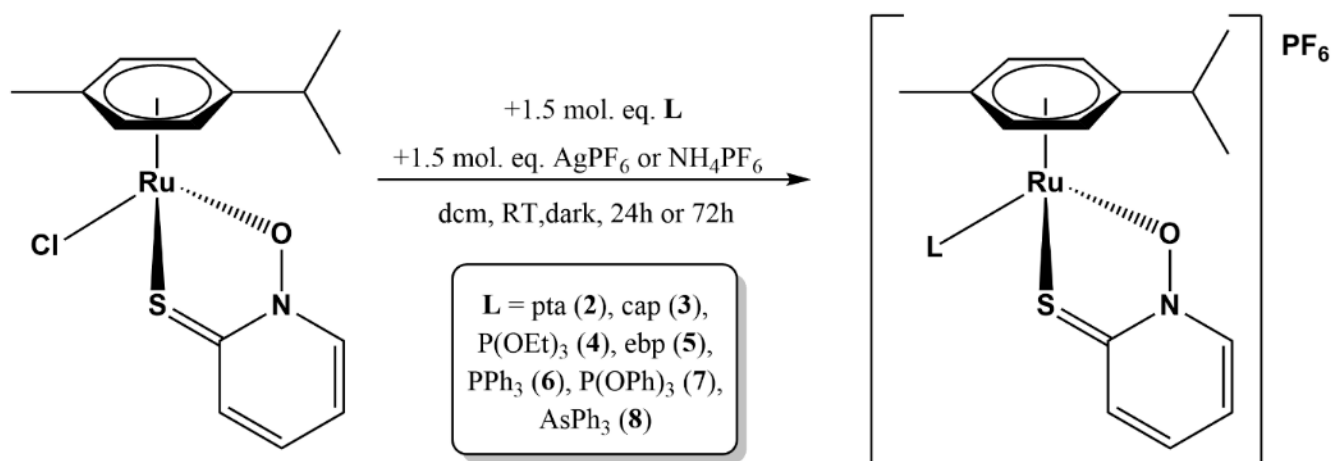 Ru
Cl
O
S
N
+1.5 mol. eq. L
+1.5 mol. eq. AgPF6 or NH4PF6
dcm, RT,dark, 24h or 72h
L = pta (2), cap (3),
P(OEt)3 (4), ebp (5),
PPh3 (6), P(OPh)3 (7),
AsPh3 (8)
Ru
L
O
S
N
PF6